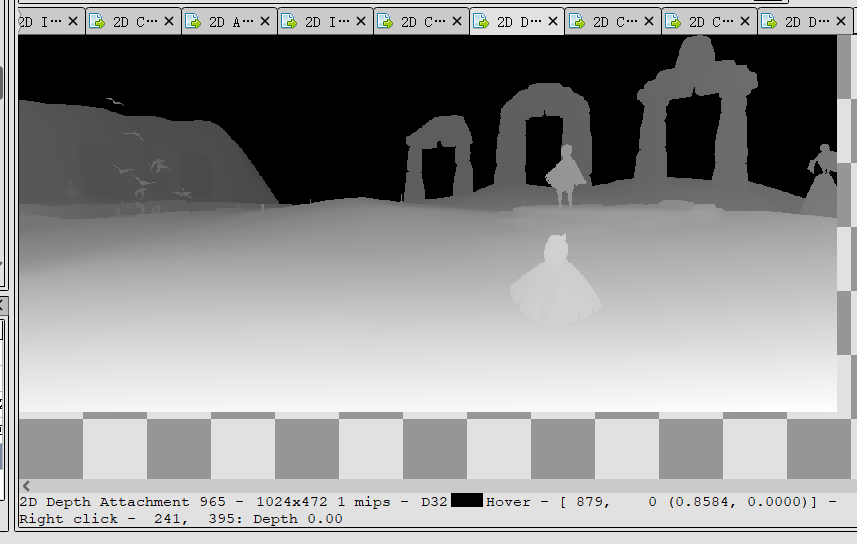 2D I··· 2D C··· 2D A··· 2D I··· 2D C··· 2D D··· 2D C··· 2D C··· 2D D···
2D Depth Attachment 965 - 1024x472 1 mips - D32 Hover - [ 879, 0 (0.8584, 0.0000)] -
Right click - 241, 395: Depth 0.00